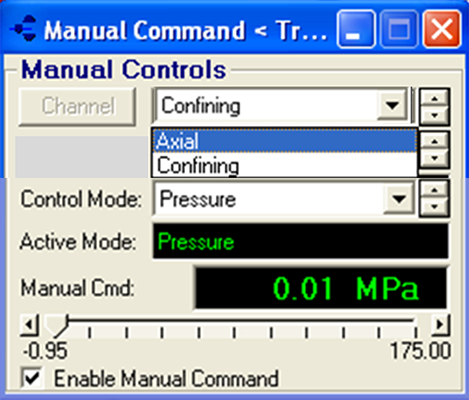 Manual Command < Tr...
Manual Controls
Channel
Confining
Axial
Confining
Control Mode: Pressure
Active Mode: Pressure
Manual Cmd: 0.01 MPa
-0.95 175.00
Enable Manual Command